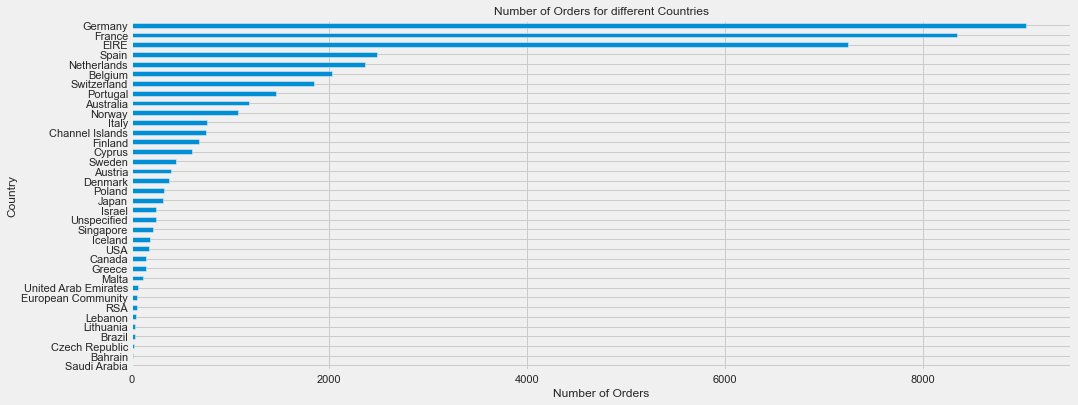 Number of Orders for different Countries
Germany
France
EIRE
Spain
Netherlands
Belgium
Switzerland
Portugal
Australia
Norway
Italy
Channel Islands
Finland
Cyprus
Sweden
Austria
Denmark
Poland
Japan
Israel
Unspecified
Singapore
Iceland
USA
Canada
Greece
Malta
United Arab Emirates
European Community
RSA
Lebanon
Lithuania
Brazil
Czech Republic
Bahrain
Saudi Arabia
Country
0 2000 4000 6000 8000
Number of Orders